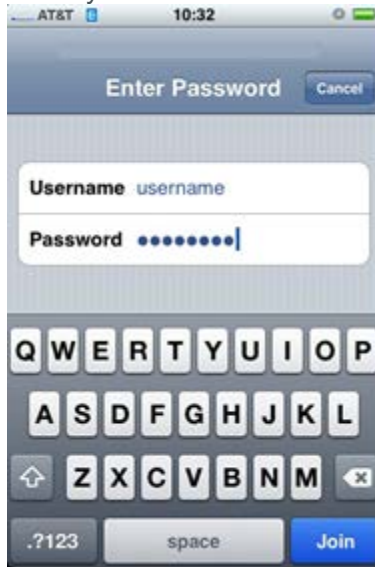 AT&T 10:32
Enter Password Cancel
Username username
Password ••••••••
Q W E R T Y U I O P
A S D F G H J K L
Z X C V B N M
.?123 space Join